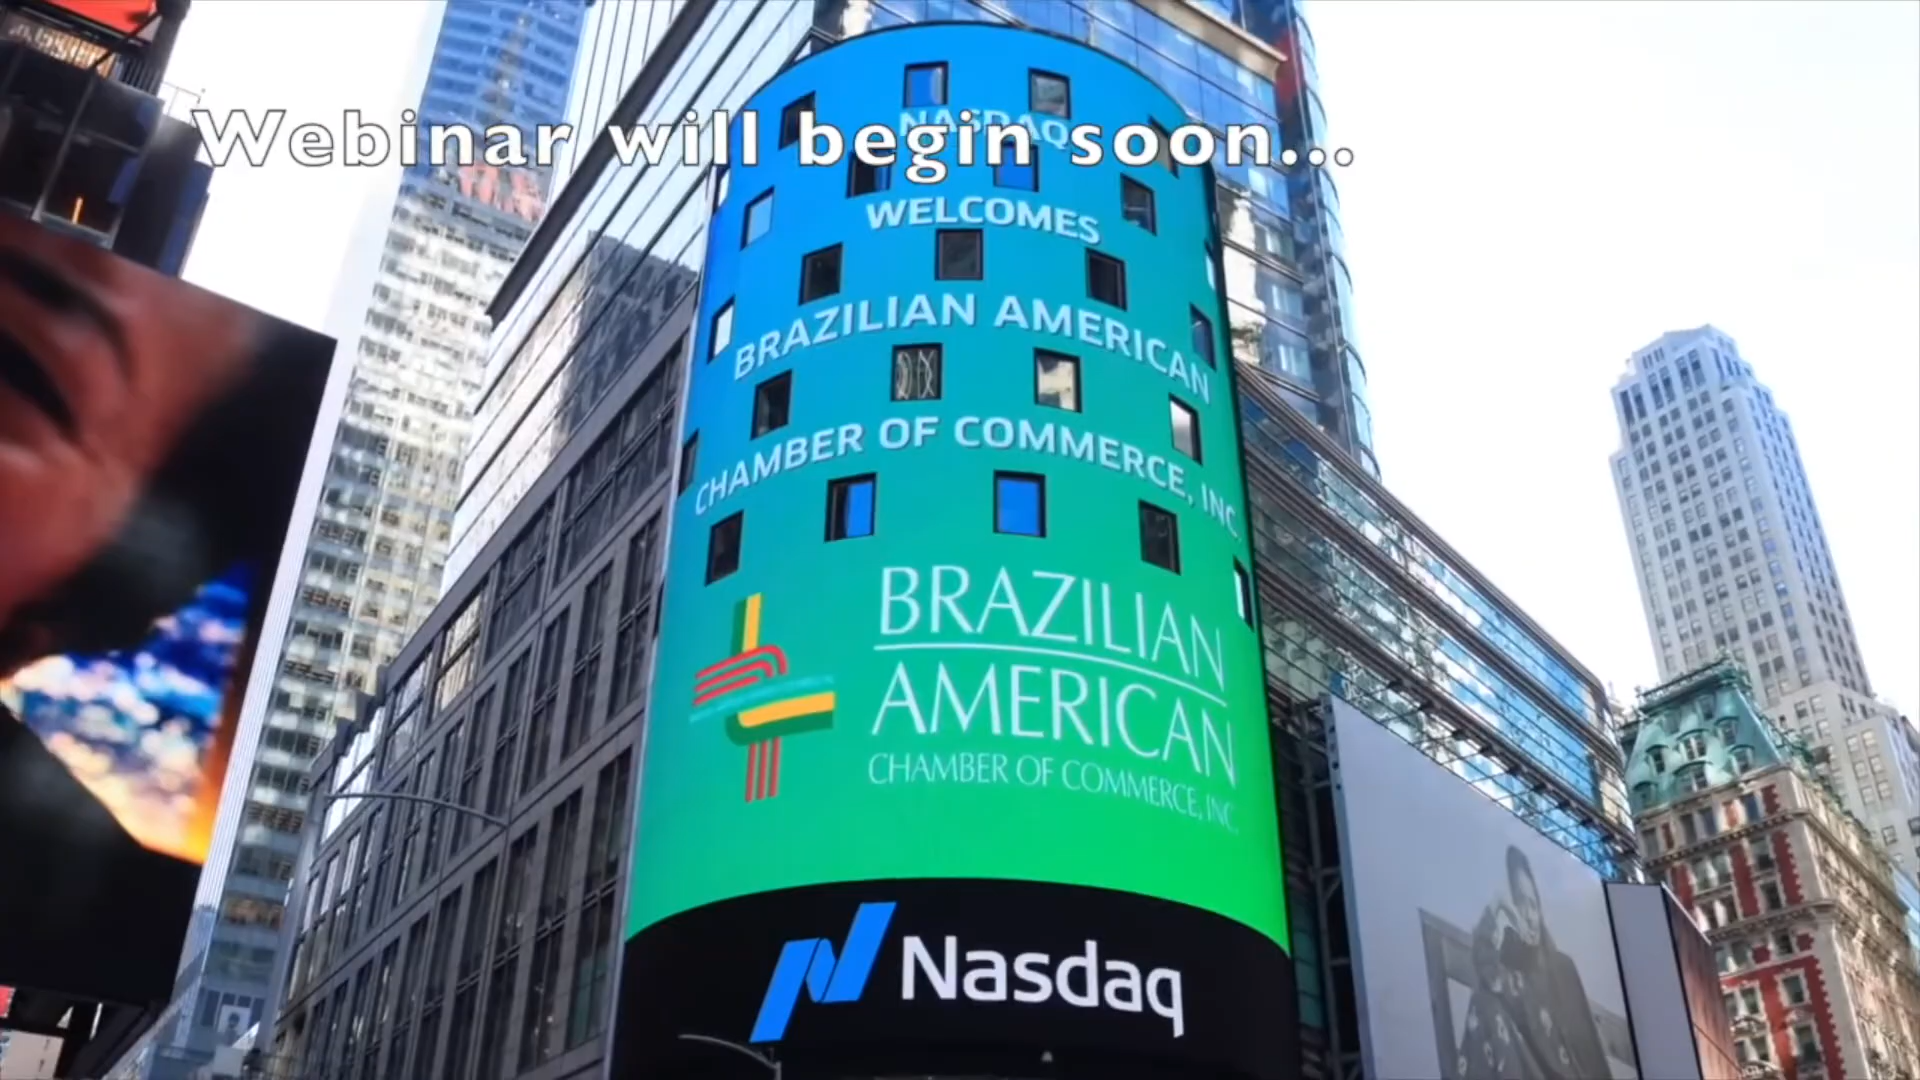 Webinar will begin soon...
NASDAQ
WELCOMES
BRAZILIAN AMERICAN
CHAMBER OF COMMERCE, INC.
BRAZILIAN
AMERICAN
CHAMBER OF COMMERCE, INC.
Nasdaq